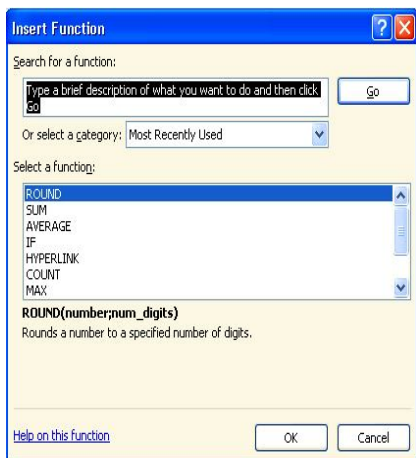 Insert Function
Search for a function:
Type a brief description of what you want to do and then click
Go
Go
Or select a category: Most Recently Used
Select a function:
ROUND
SUM
AVERAGE
IF
HYPERLINK
COUNT
MAX
ROUND(number;num_digits)
Rounds a number to a specified number of digits.
Help on this function
OK
Cancel